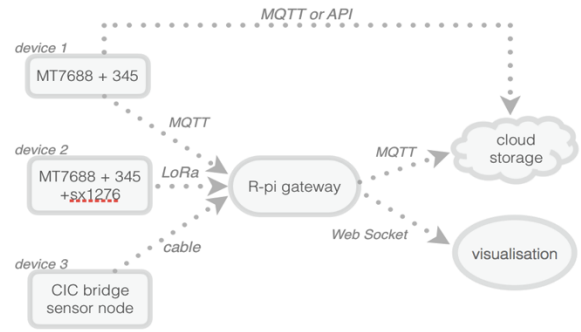 MQTT or API
device 1
MT7688 + 345
MQTT
device 2
MT7688 + 345
+sx1276
LoRa
R-pi gateway
MQTT
cloud
storage
Web Socket
visualisation
cable
device 3
CIC bridge
sensor node